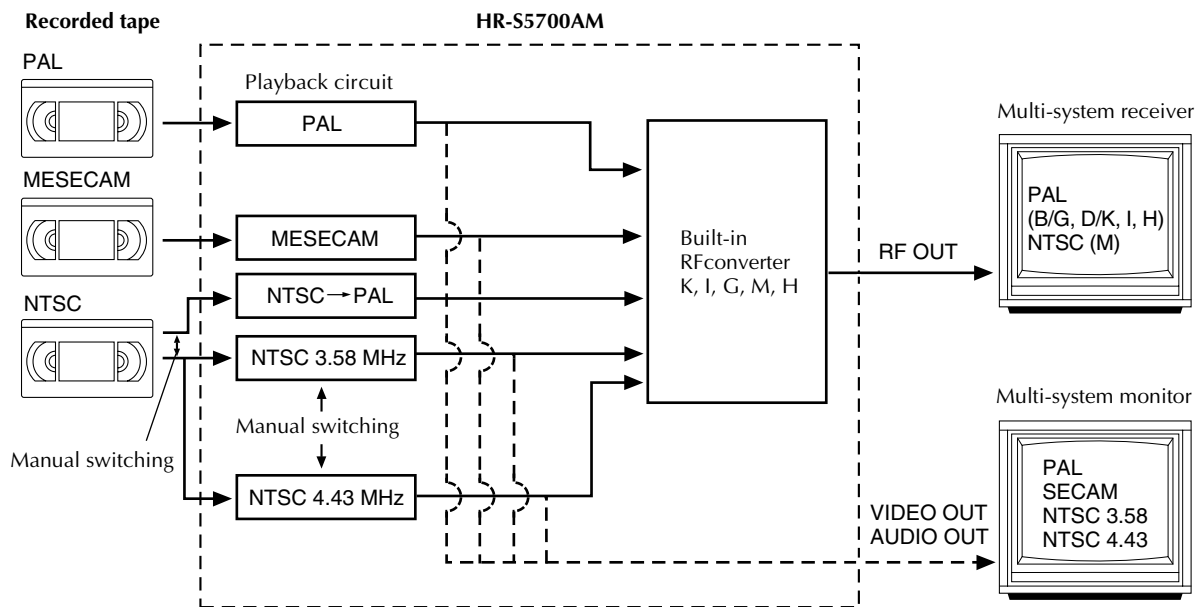 Recorded tape
HR-S5700AM
PAL
Playback circuit
PAL
MESECAM
MESECAM
NTSC
NTSC→PAL
NTSC 3.58 MHz
Manual switching
Manual switching
NTSC 4.43 MHz
Built-in
RFconverter
K, I, G, M, H
RF OUT
Multi-system receiver
PAL
(B/G, D/K, I, H)
NTSC (M)
Multi-system monitor
PAL
SECAM
NTSC 3.58
NTSC 4.43
VIDEO OUT
AUDIO OUT